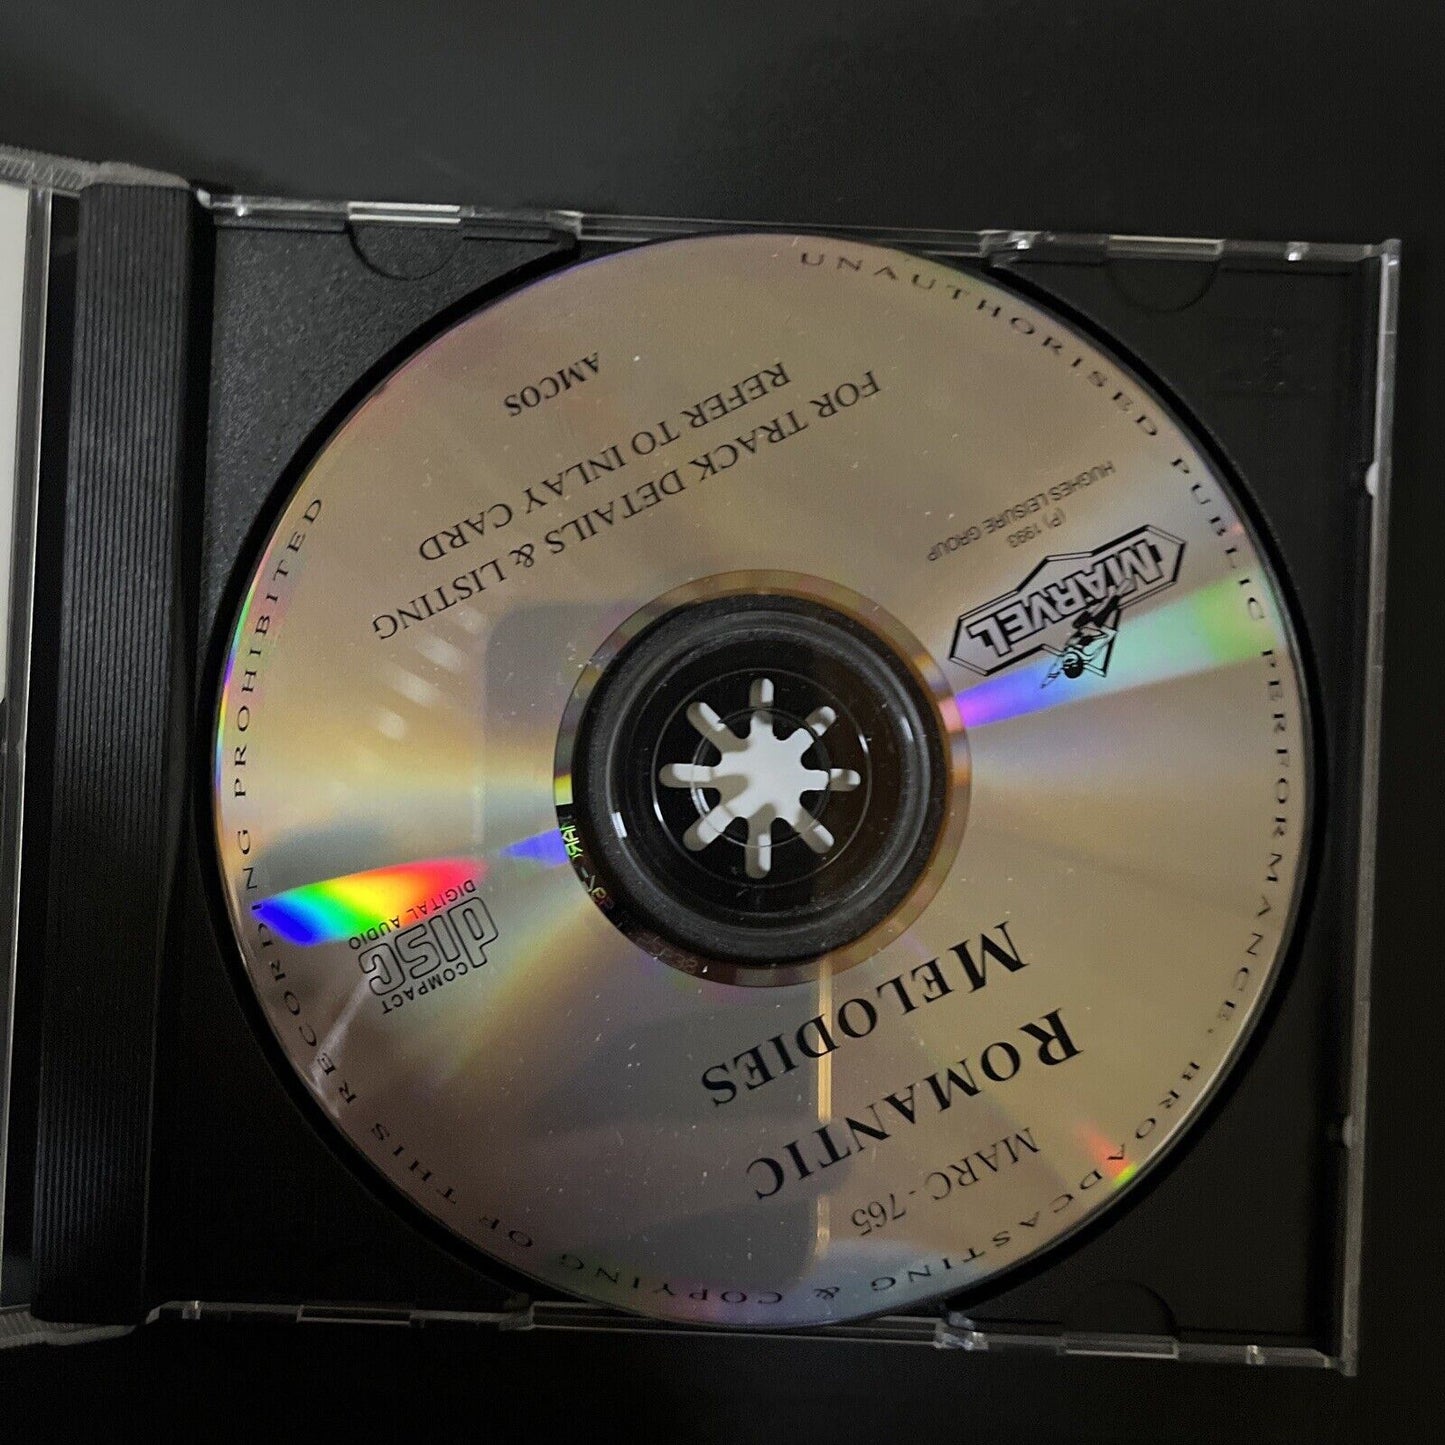 MARC - 765
ROMANTIC
MELODIES
COMPACT
disc
DIGITAL AUDIO
MARVEL
(P) 1993
HUGHES LEISURE GROUP
FOR TRACK DETAILS & LISTING
REFER TO INLAY CARD
AMCOS
UNAUTHORISED PUBLIC PERFORMANCE, BROADCASTING & COPYING OF THIS RECORDING PROHIBITED